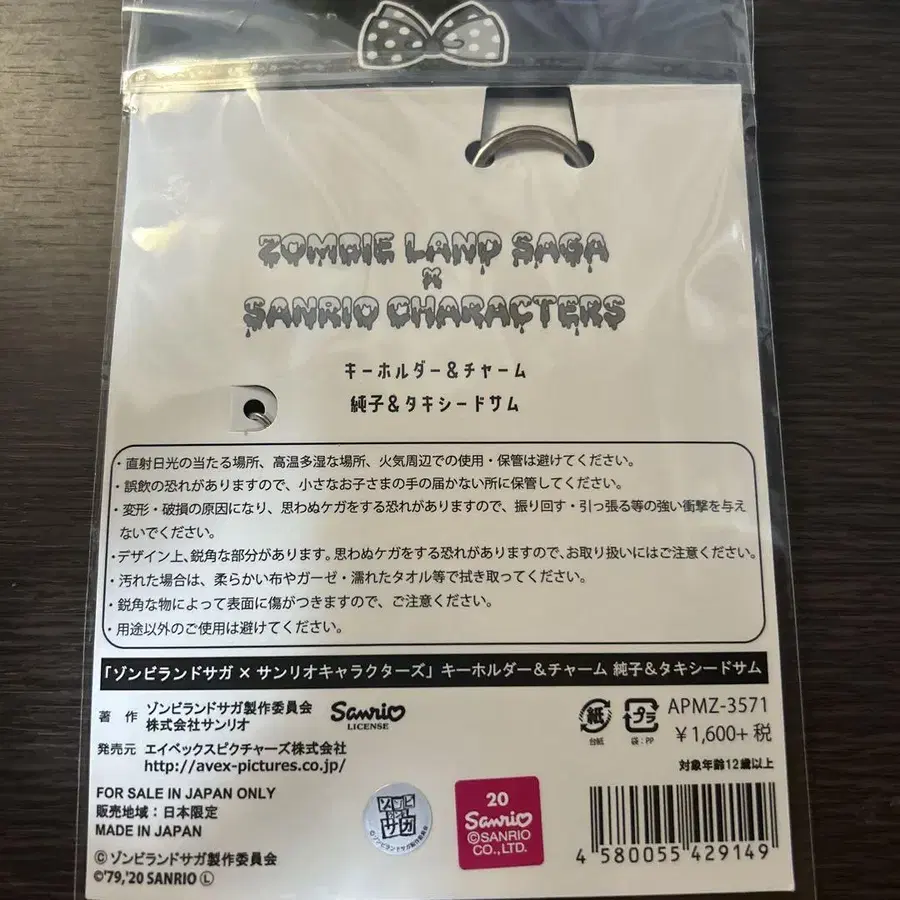 ZOMBIE LAND SAGA
×
SANRIO CHARACTERS
キーホルダー＆チャーム
純子＆タキシードサム
・直射日光の当たる場所、高温多湿な場所、火気周辺での使用・保管は避けてください。
・誤飲の恐れがありますので、小さなお子さまの手の届かない所に保管してください。
・変形・破損の原因になり、思わぬケガをする恐れがありますので、振り回す・引っ張る等の強い衝撃を与え
ないでください。
・デザイン上、鋭角な部分があります。思わぬケガをする恐れがありますので、お取り扱いにはご注意ください。
・汚れた場合は、柔らかい布やガーゼ・濡れたタオル等で拭き取ってください。
・鋭角な物によって表面に傷がつきますので、ご注意ください。
・用途以外のご使用は避けてください。
「ゾンビランドサガ × サンリオキャラクターズ」キーホルダー＆チャーム 純子＆タキシードサム
著 作 ゾンビランドサガ製作委員会
株式会社サンリオ
Sanrio
LICENSE
発売元 エイベックスピクチャーズ株式会社
http://avex-pictures.co.jp/
紙
台紙
プラ
袋：PP
APMZ-3571
¥1,600+税
対象年齢12歳以上
FOR SALE IN JAPAN ONLY
販売地域：日本限定
MADE IN JAPAN
©ゾンビランドサガ製作委員会
©'79,'20 SANRIO Ⓛ
ゾンビ
ランド
サガ
©ゾンビランドサガ製作委員会
20
Sanrio
©SANRIO
CO.,LTD.
4 580055 429149